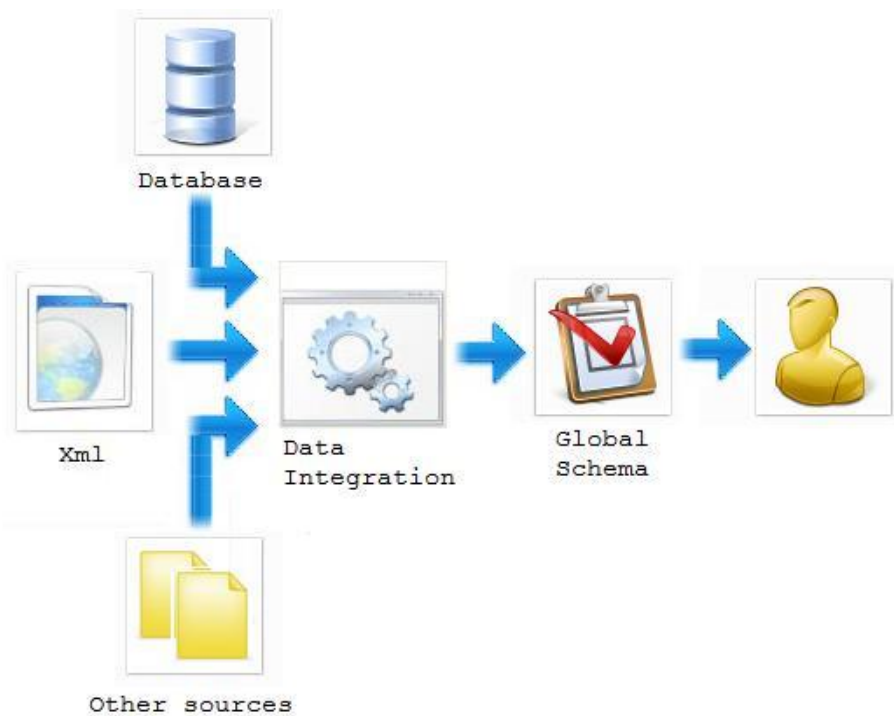 Database
Xml
Data
Integration
Global
Schema
Other sources